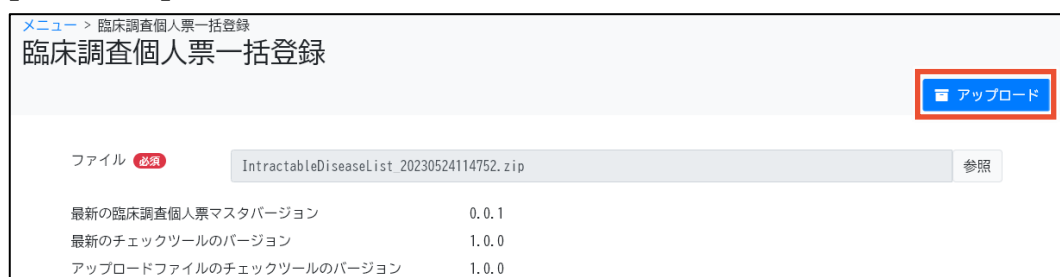 メニュー > 臨床調査個人票一括登録
臨床調査個人票一括登録
アップロード
ファイル 必須 IntractableDiseaseList_20230524114752.zip 参照
最新の臨床調査個人票マスタバージョン 0.0.1
最新のチェックツールのバージョン 1.0.0
アップロードファイルのチェックツールのバージョン 1.0.0